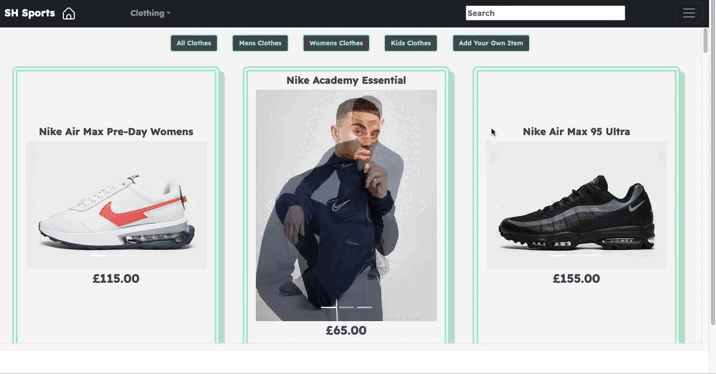 SH Sports
Clothing
Search
All Clothes
Mens Clothes
Womens Clothes
Kids Clothes
Add Your Own Item
Nike Air Max Pre-Day Womens
£115.00
Nike Academy Essential
£65.00
Nike Air Max 95 Ultra
£155.00